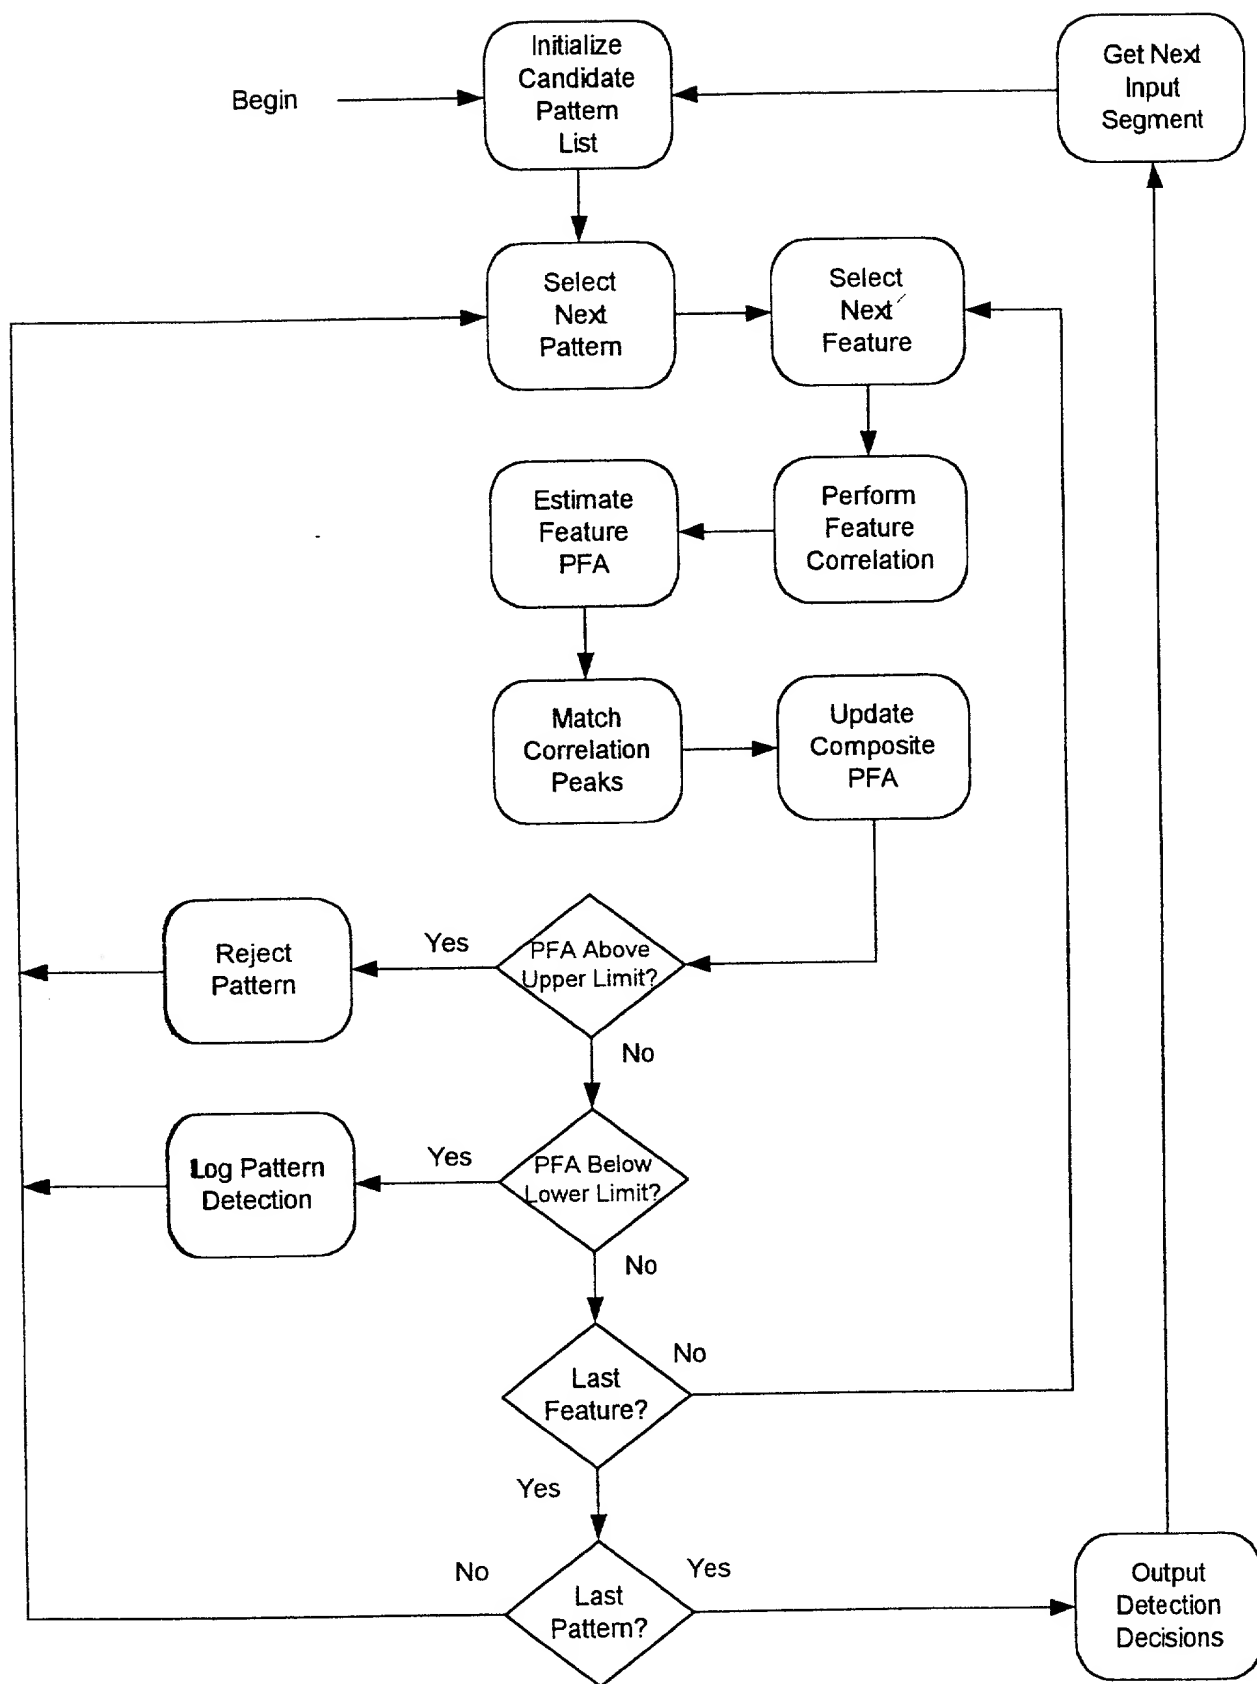 Begin
Initialize
Candidate
Pattern
List
Get Next
Input
Segment
Select
Next
Pattern
Select
Next
Feature
Estimate
Feature
PFA
Perform
Feature
Correlation
Match
Correlation
Peaks
Update
Composite
PFA
Reject
Pattern
Yes
PFA Above
Upper Limit?
No
Log Pattern
Detection
Yes
PFA Below
Lower Limit?
No
Last
Feature?
No
Yes
No
Last
Pattern?
Yes
Output
Detection
Decisions